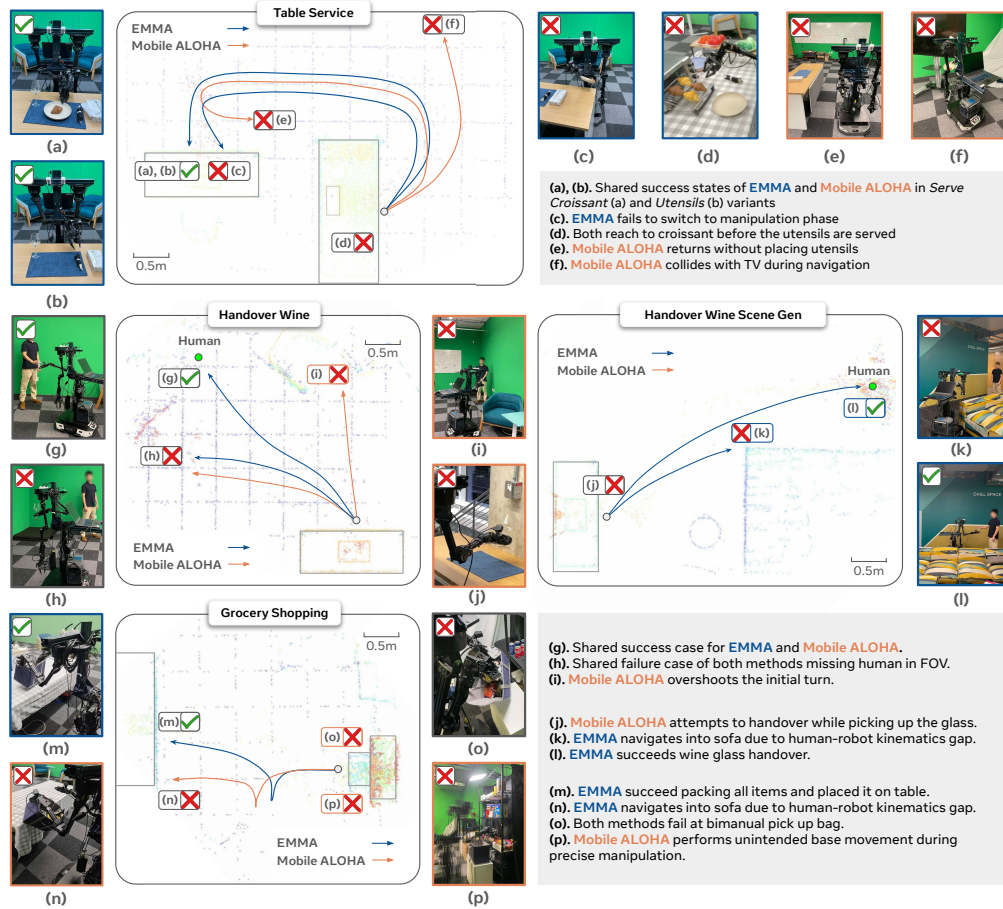 Table Service
EMMA
Mobile ALOHA
(f)
(e)
(a), (b)
(c)
(d)
0.5m
(a)
(b)
(c)
(d)
(e)
(f)
(a), (b). Shared success states of EMMA and Mobile ALOHA in Serve
Croissant (a) and Utensils (b) variants
(c). EMMA fails to switch to manipulation phase
(d). Both reach to croissant before the utensils are served
(e). Mobile ALOHA returns without placing utensils
(f). Mobile ALOHA collides with TV during navigation
Handover Wine
Human
0.5m
(g)
(i)
(h)
EMMA
Mobile ALOHA
(g)
(h)
(i)
(j)
Handover Wine Scene Gen
EMMA
Mobile ALOHA
Human
(l)
(k)
(j)
0.5m
CHILL SPACE
(k)
CHILL SPACE
(l)
Grocery Shopping
0.5m
(m)
(o)
(n)
(p)
EMMA
Mobile ALOHA
(m)
(n)
(o)
(p)
(g). Shared success case for EMMA and Mobile ALOHA.
(h). Shared failure case of both methods missing human in FOV.
(i). Mobile ALOHA overshoots the initial turn.
(j). Mobile ALOHA attempts to handover while picking up the glass.
(k). EMMA navigates into sofa due to human-robot kinematics gap.
(l). EMMA succeeds wine glass handover.
(m). EMMA succeed packing all items and placed it on table.
(n). EMMA navigates into sofa due to human-robot kinematics gap.
(o). Both methods fail at bimanual pick up bag.
(p). Mobile ALOHA performs unintended base movement during
precise manipulation.